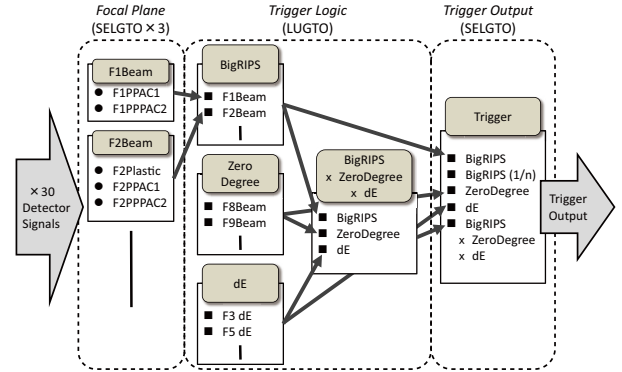 Focal Plane
(SELGTO × 3)
Trigger Logic
(LUGTO)
Trigger Output
(SELGTO)
×30
Detector
Signals
F1Beam
● F1PPAC1
● F1PPPAC2
F2Beam
● F2Plastic
● F2PPAC1
● F2PPPAC2
BigRIPS
■ F1Beam
■ F2Beam
Zero
Degree
■ F8Beam
■ F9Beam
dE
■ F3 dE
■ F5 dE
BigRIPS
x ZeroDegree
x dE
■ BigRIPS
■ ZeroDegree
■ dE
Trigger
■ BigRIPS
■ BigRIPS (1/n)
■ ZeroDegree
■ dE
■ BigRIPS
x ZeroDegree
x dE
Trigger
Output